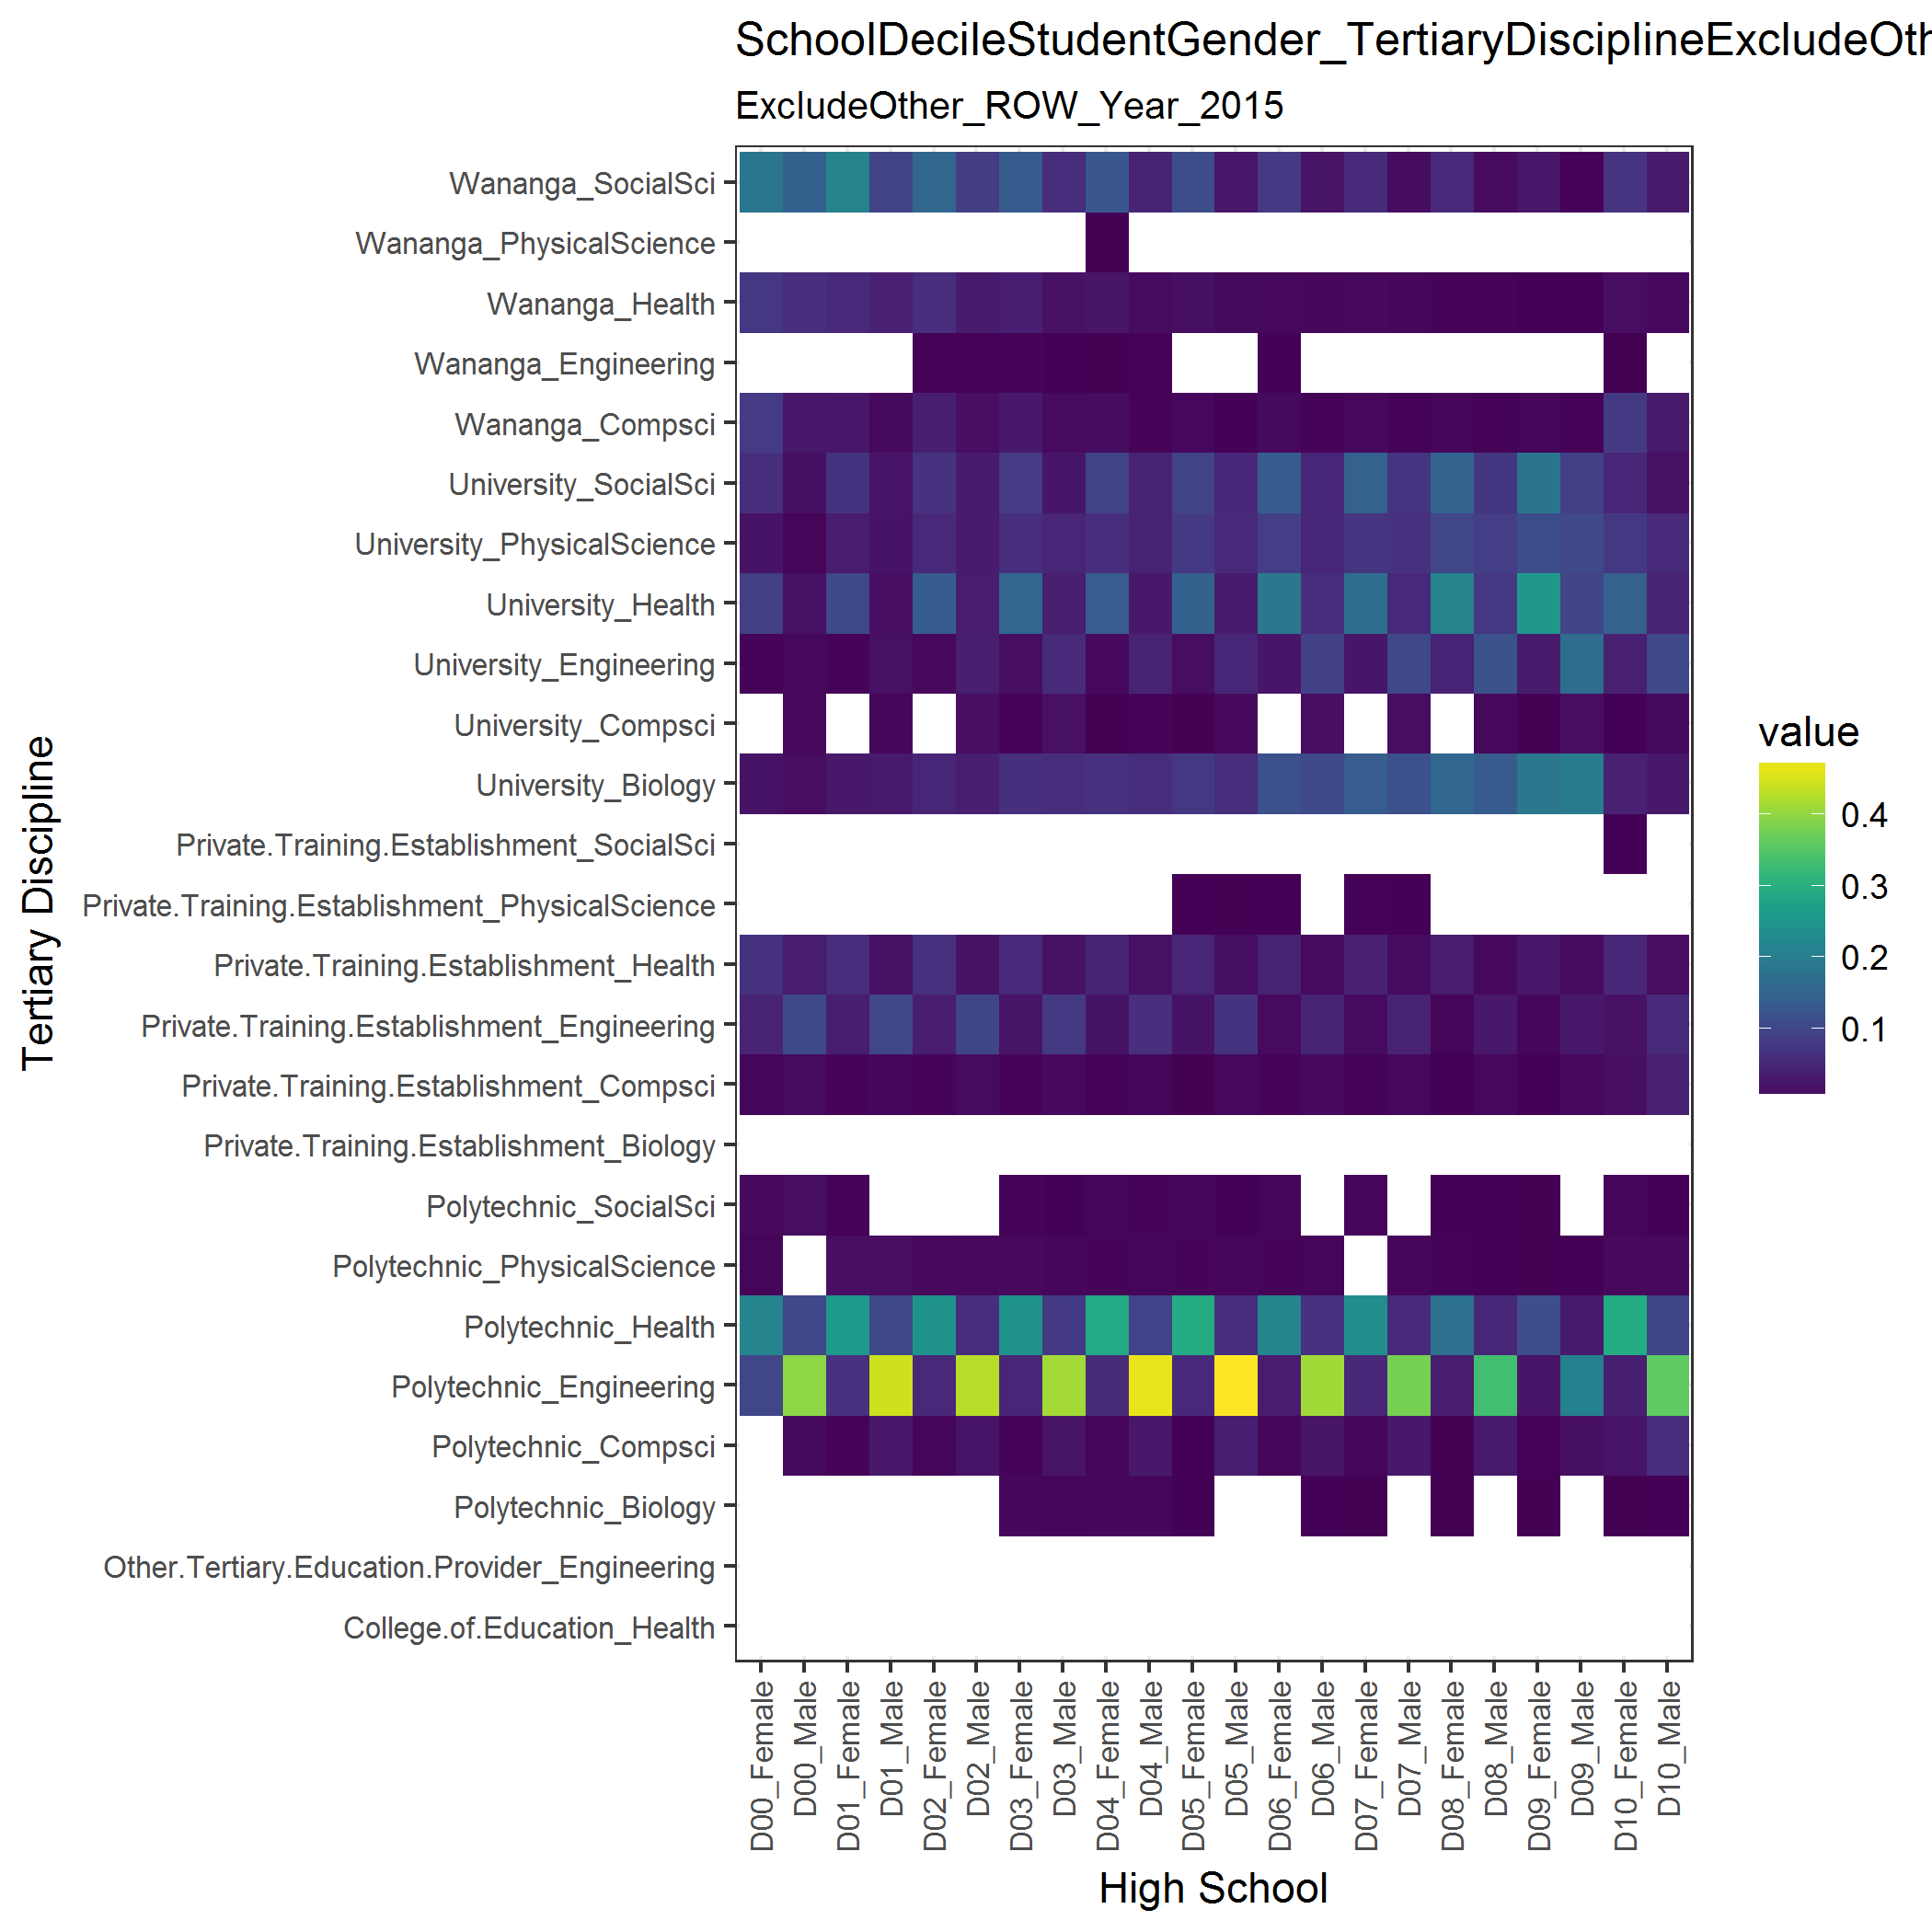 SchoolDecileStudentGender_TertiaryDisciplineExcludeOth
ExcludeOther_ROW_Year_2015
Tertiary Discipline
Wananga_SocialSci
Wananga_PhysicalScience
Wananga_Health
Wananga_Engineering
Wananga_Compsci
University_SocialSci
University_PhysicalScience
University_Health
University_Engineering
University_Compsci
University_Biology
Private.Training.Establishment_SocialSci
Private.Training.Establishment_PhysicalScience
Private.Training.Establishment_Health
Private.Training.Establishment_Engineering
Private.Training.Establishment_Compsci
Private.Training.Establishment_Biology
Polytechnic_SocialSci
Polytechnic_PhysicalScience
Polytechnic_Health
Polytechnic_Engineering
Polytechnic_Compsci
Polytechnic_Biology
Other.Tertiary.Education.Provider_Engineering
College.of.Education_Health
D00_Female
D00_Male
D01_Female
D01_Male
D02_Female
D02_Male
D03_Female
D03_Male
D04_Female
D04_Male
D05_Female
D05_Male
D06_Female
D06_Male
D07_Female
D07_Male
D08_Female
D08_Male
D09_Female
D09_Male
D10_Female
D10_Male
High School
value
0.4
0.3
0.2
0.1